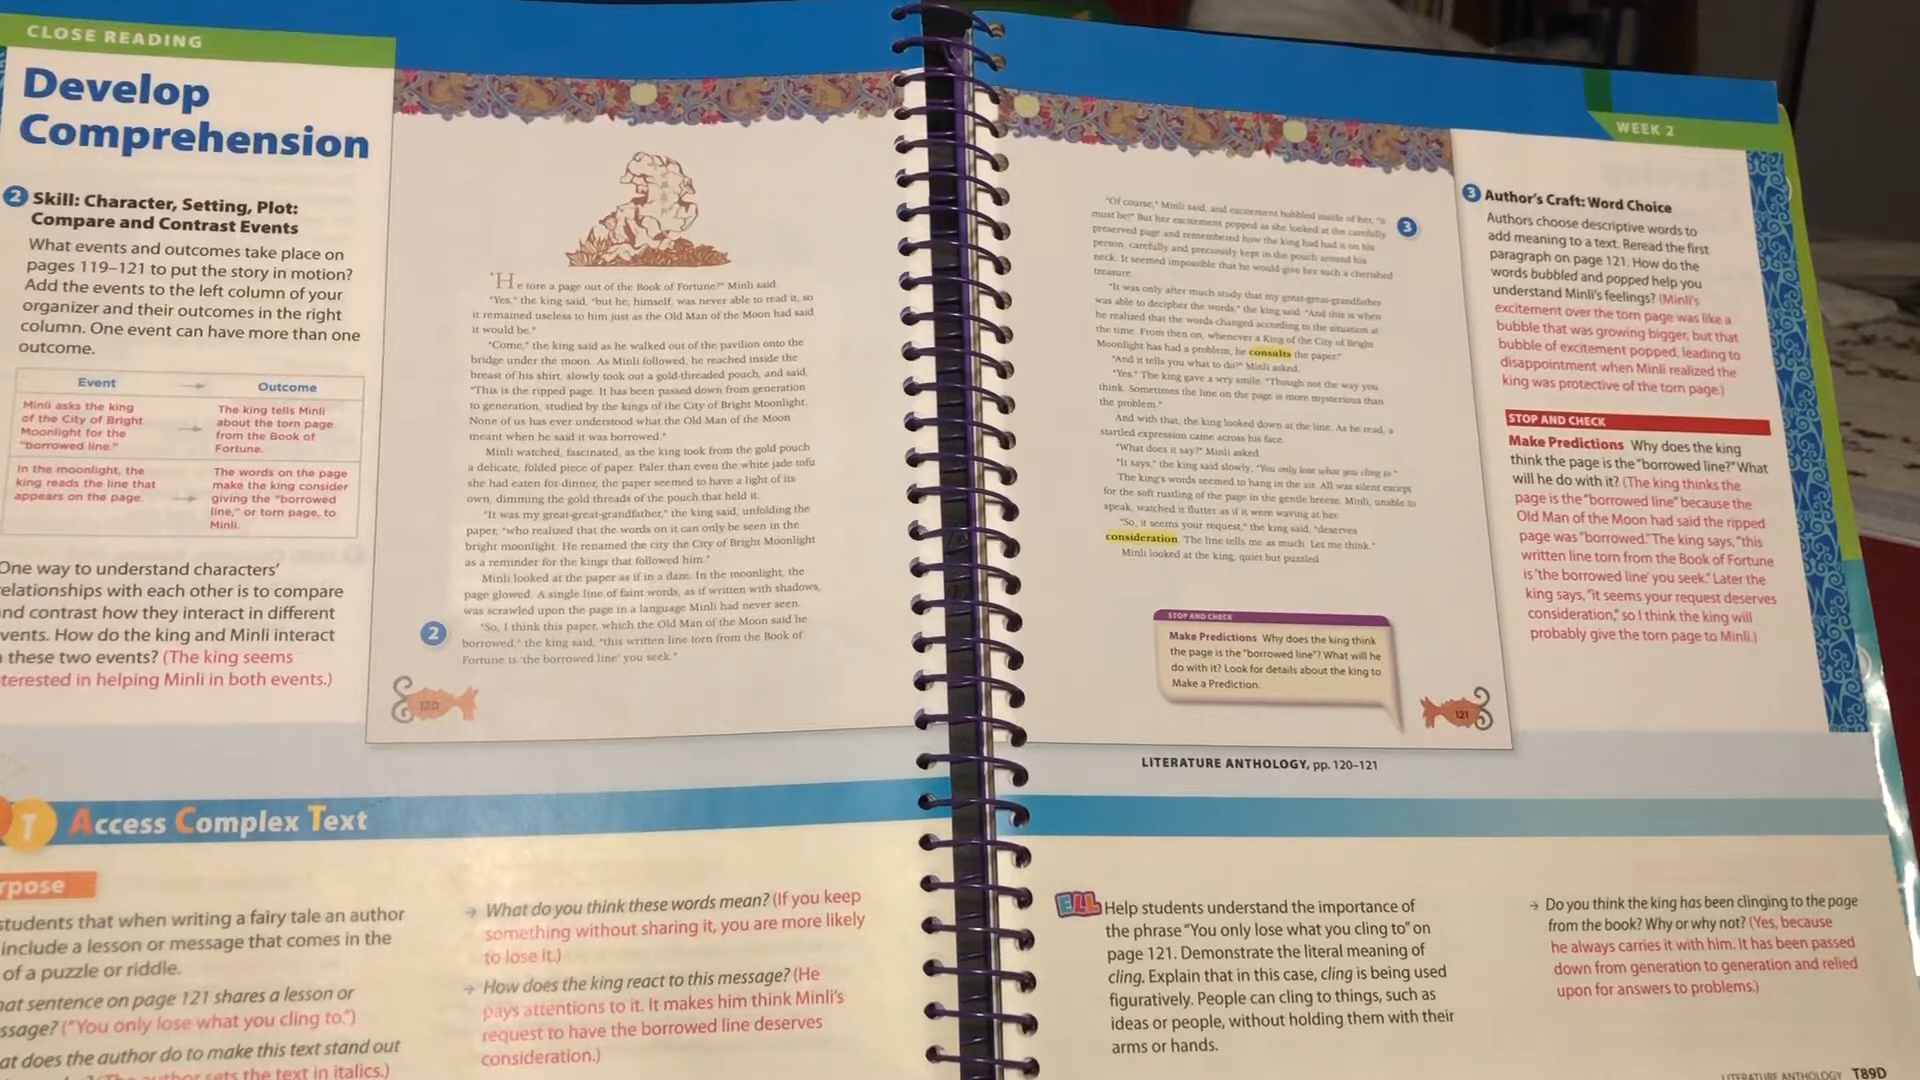 CLOSE READING
Develop
Comprehension
2 Skill: Character, Setting, Plot:
Compare and Contrast Events
What events and outcomes take place on
pages 119–121 to put the story in motion?
Add the events to the left column of your
organizer and their outcomes in the right
column. One event can have more than one
outcome.
Event → Outcome
Minli asks the king
of the City of Bright
Moonlight for the
"borrowed line."
→
The king tells Minli
about the torn page
from the Book of
Fortune.
In the moonlight, the
king reads the line that
appears on the page.
→
The words on the page
make the king consider
giving the "borrowed
line," or torn page, to
Minli.
One way to understand characters'
elationships with each other is to compare
nd contrast how they interact in different
vents. How do the king and Minli interact
these two events? (The king seems
terested in helping Minli in both events.)
"He tore a page out of the Book of Fortune?" Minli said.
"Yes," the king said, "but he, himself, was never able to read it, so
it remained useless to him just as the Old Man of the Moon had said
it would be."
"Come," the king said as he walked out of the pavilion onto the
bridge under the moon. As Minli followed, he reached inside the
breast of his shirt, slowly took out a gold-threaded pouch, and said,
"This is the ripped page. It has been passed down from generation
to generation, studied by the kings of the City of Bright Moonlight.
None of us has ever understood what the Old Man of the Moon
meant when he said it was borrowed."
Minli watched, fascinated, as the king took from the gold pouch
a delicate, folded piece of paper. Paler than even the white jade tofu
she had eaten for dinner, the paper seemed to have a light of its
own, dimming the gold threads of the pouch that held it.
"It was my great-great-grandfather," the king said, unfolding the
paper, "who realized that the words on it can only be seen in the
bright moonlight. He renamed the city the City of Bright Moonlight
as a reminder for the kings that followed him."
Minli looked at the paper as if in a daze. In the moonlight, the
page glowed. A single line of faint words, as if written with shadows,
was scrawled upon the page in a language Minli had never seen.
2
"So, I think this paper, which the Old Man of the Moon said he
borrowed," the king said, "this written line torn from the Book of
Fortune is 'the borrowed line' you seek."
120
"Of course," Minli said, and excitement bubbled inside of her, "it
must be!" But her excitement popped as she looked at the carefully
preserved page and remembered how the king had had it on his
person, carefully and preciously kept in the pouch around his
neck. It seemed impossible that he would give her such a cherished
treasure.
3
"It was only after much study that my great-great-grandfather
was able to decipher the words," the king said. "And this is when
he realized that the words changed according to the situation at
the time. From then on, whenever a King of the City of Bright
Moonlight has had a problem, he consults the paper."
"And it tells you what to do?" Minli asked.
"Yes." The king gave a wry smile. "Though not the way you
think. Sometimes the line on the page is more mysterious than
the problem."
And with that, the king looked down at the line. As he read, a
startled expression came across his face.
"What does it say?" Minli asked.
"It says," the king said slowly, "You only lose what you cling to."
The king's words seemed to hang in the air. All was silent except
for the soft rustling of the page in the gentle breeze. Minli, unable to
speak, watched it flutter as if it were waving at her.
"So, it seems your request," the king said, "deserves
consideration. The line tells me as much. Let me think."
Minli looked at the king, quiet but puzzled.
STOP AND CHECK
Make Predictions Why does the king think
the page is the "borrowed line"? What will he
do with it? Look for details about the king to
Make a Prediction.
121
LITERATURE ANTHOLOGY, pp. 120–121
WEEK 2
3 Author's Craft: Word Choice
Authors choose descriptive words to
add meaning to a text. Reread the first
paragraph on page 121. How do the
words bubbled and popped help you
understand Minli's feelings? (Minli's
excitement over the torn page was like a
bubble that was growing bigger, but that
bubble of excitement popped, leading to
disappointment when Minli realized the
king was protective of the torn page.)
STOP AND CHECK
Make Predictions Why does the king
think the page is the "borrowed line?" What
will he do with it? (The king thinks the
page is the "borrowed line" because the
Old Man of the Moon had said the ripped
page was "borrowed." The king says, "this
written line torn from the Book of Fortune
is 'the borrowed line' you seek." Later the
king says, "it seems your request deserves
consideration," so I think the king will
probably give the torn page to Minli.)
T Access Complex Text
rpose
students that when writing a fairy tale an author
include a lesson or message that comes in the
of a puzzle or riddle.
hat sentence on page 121 shares a lesson or
ssage? ("You only lose what you cling to.")
at does the author do to make this text stand out
(The author sets the text in italics.)
→ What do you think these words mean? (If you keep
something without sharing it, you are more likely
to lose it.)
→ How does the king react to this message? (He
pays attentions to it. It makes him think Minli's
request to have the borrowed line deserves
consideration.)
ELL Help students understand the importance of
the phrase "You only lose what you cling to" on
page 121. Demonstrate the literal meaning of
cling. Explain that in this case, cling is being used
figuratively. People can cling to things, such as
ideas or people, without holding them with their
arms or hands.
→ Do you think the king has been clinging to the page
from the book? Why or why not? (Yes, because
he always carries it with him. It has been passed
down from generation to generation and relied
upon for answers to problems.)
LITERATURE ANTHOLOGY T89D